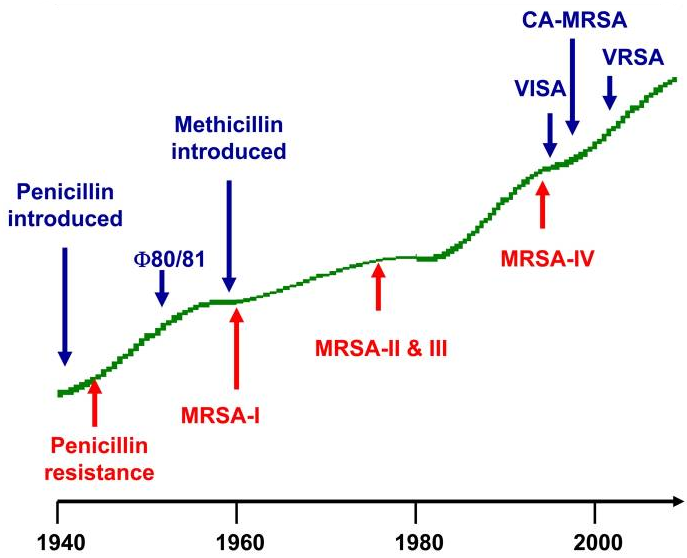 CA-MRSA
VRSA
VISA
Methicillin
introduced
Penicillin
introduced
Φ80/81
MRSA-IV
MRSA-II & III
MRSA-I
Penicillin
resistance
1940
1960
1980
2000